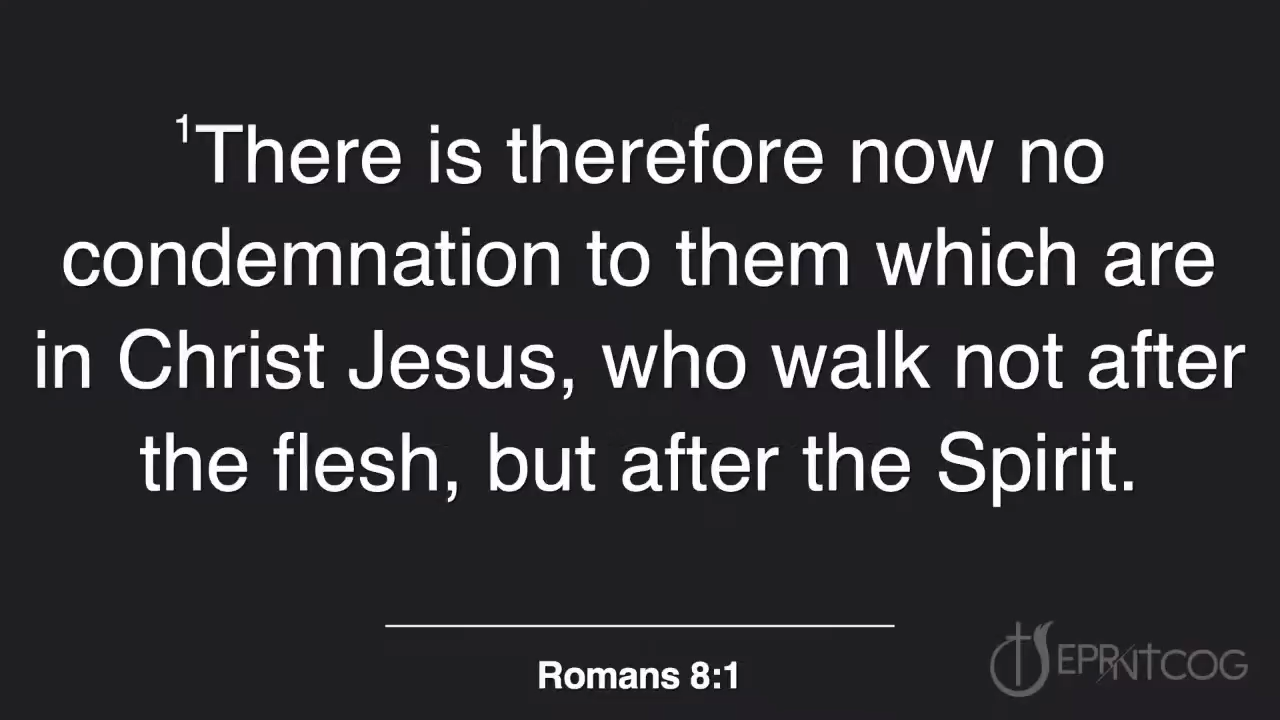 1There is therefore now no
condemnation to them which are
in Christ Jesus, who walk not after
the flesh, but after the Spirit.
Romans 8:1
EPRNTCOG